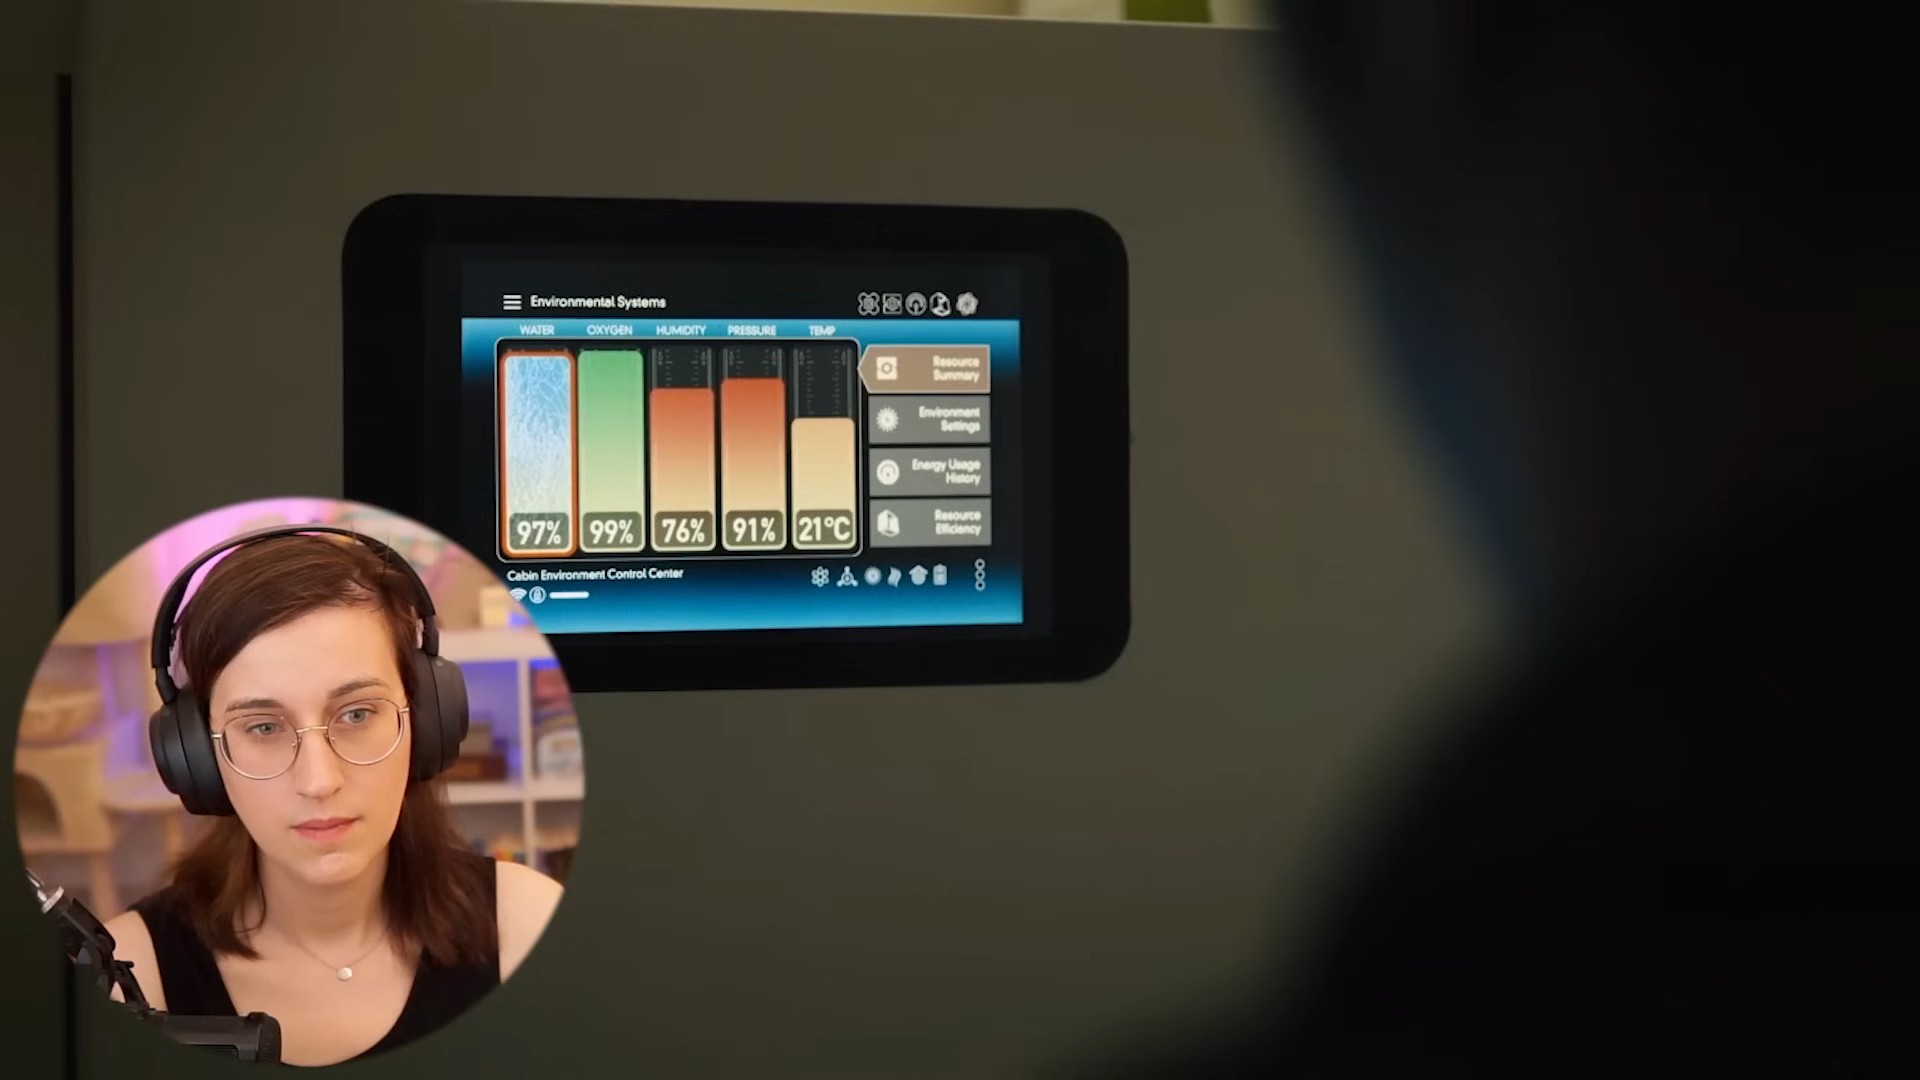 Environmental Systems
WATER OXYGEN HUMIDITY PRESSURE TEMP
Resource
Summary
Environment
Settings
Energy Usage
History
Resource
Efficiency
97% 99% 76% 91% 21°C
Cabin Environment Control Center